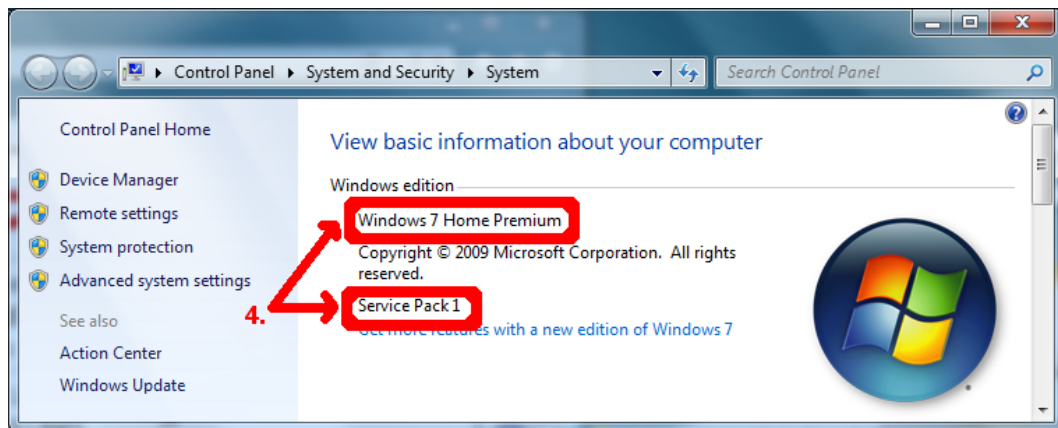 Control Panel ▸ System and Security ▸ System
Search Control Panel
Control Panel Home
Device Manager
Remote settings
System protection
Advanced system settings
See also
Action Center
Windows Update
View basic information about your computer
Windows edition
Windows 7 Home Premium
Copyright © 2009 Microsoft Corporation. All rights
reserved.
4.
Service Pack 1
Get more features with a new edition of Windows 7